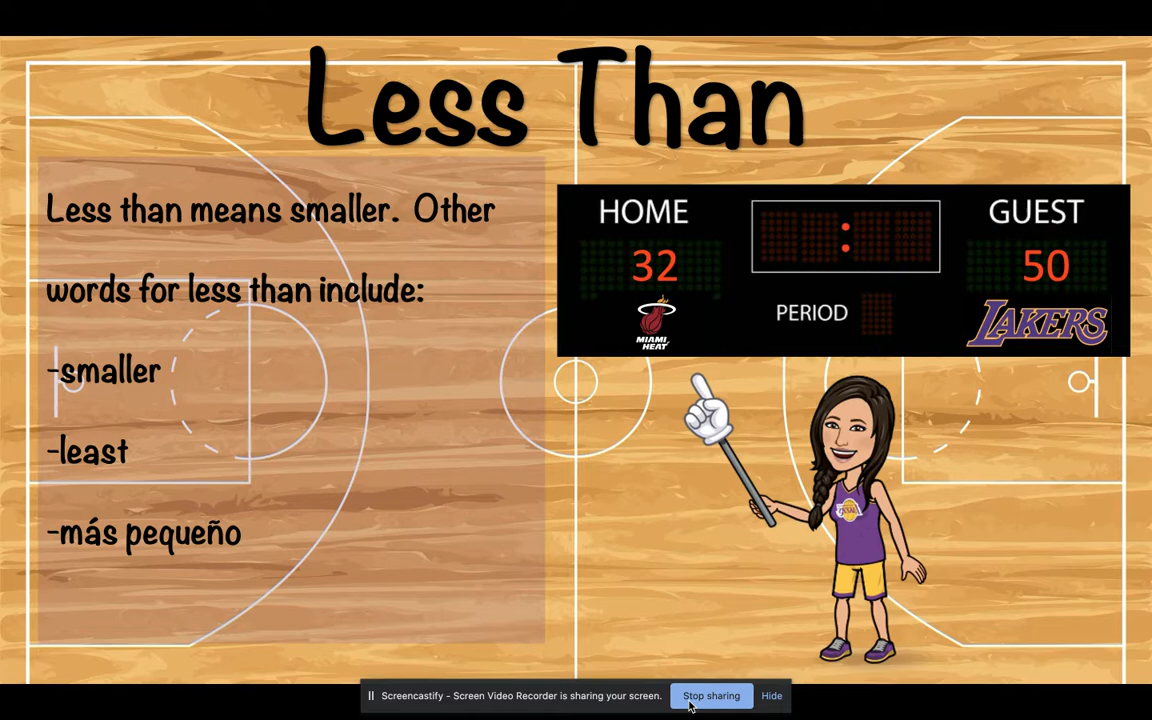 Less Than
Less than means smaller. Other
words for less than include:
-smaller
-least
-más pequeño
HOME
GUEST
32
:
50
PERIOD
MIAMI
HEAT
LAKERS
Screencastify - Screen Video Recorder is sharing your screen.
Stop sharing
Hide